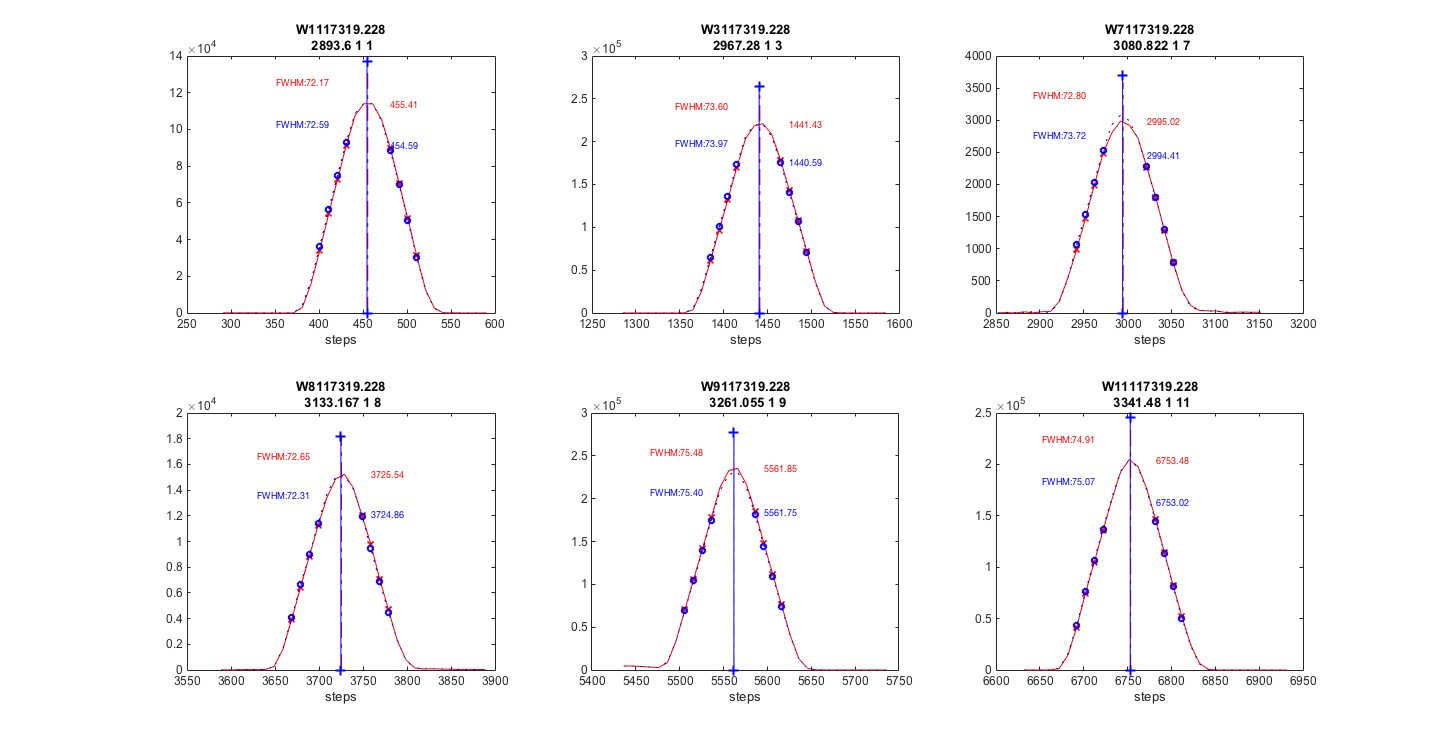 W1117319.228
2893.6 1 1
×10^4
14
12
10
8
6
4
2
0
FWHM:72.17
455.41
FWHM:72.59
454.59
250 300 350 400 450 500 550 600
steps
W3117319.228
2967.28 1 3
×10^5
3
2.5
2
1.5
1
0.5
0
FWHM:73.60
1441.43
FWHM:73.97
1440.59
1250 1300 1350 1400 1450 1500 1550 1600
steps
W7117319.228
3080.822 1 7
4000
3500
3000
2500
2000
1500
1000
500
0
FWHM:72.80
2995.02
FWHM:73.72
2994.41
2850 2900 2950 3000 3050 3100 3150 3200
steps
W8117319.228
3133.167 1 8
×10^4
2
1.8
1.6
1.4
1.2
1
0.8
0.6
0.4
0.2
0
FWHM:72.65
3725.54
FWHM:72.31
3724.86
3550 3600 3650 3700 3750 3800 3850 3900
steps
W9117319.228
3261.055 1 9
×10^5
3
2.5
2
1.5
1
0.5
0
FWHM:75.48
5561.85
FWHM:75.40
5561.75
5400 5450 5500 5550 5600 5650 5700 5750
steps
W11117319.228
3341.48 1 11
×10^5
2.5
2
1.5
1
0.5
0
FWHM:74.91
6753.48
FWHM:75.07
6753.02
6600 6650 6700 6750 6800 6850 6900 6950
steps